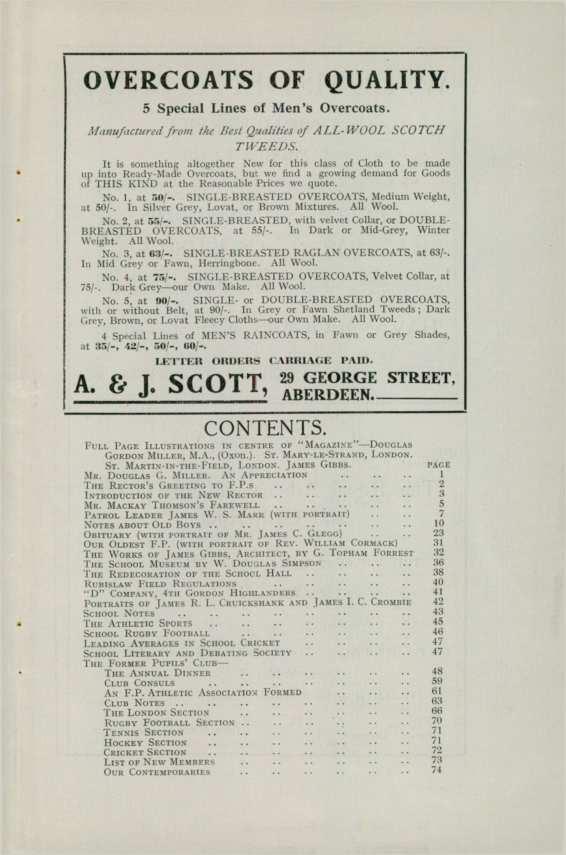 OVERCOATS OF QUALITY.
5 Special Lines of Men's Overcoats.
Manufactured from the Best Qualities of ALL-WOOL SCOTCH
TWEEDS.
It is something altogether New for this class of Cloth to be made
up into Ready-Made Overcoats, but we find a growing demand for Goods
of THIS KIND at the Reasonable Prices we quote.
No. 1, at 50/-. SINGLE-BREASTED OVERCOATS, Medium Weight,
at 50/-. In Silver Grey, Lovat, or Brown Mixtures. All Wool.
No. 2, at 55/-. SINGLE-BREASTED, with velvet Collar, or DOUBLE-
BREASTED OVERCOATS, at 55/-. In Dark or Mid-Grey, Winter
Weight. All Wool.
No. 3, at 63/-. SINGLE-BREASTED RAGLAN OVERCOATS, at 63/-.
In Mid Grey or Fawn, Herringbone. All Wool.
No. 4, at 75/-. SINGLE-BREASTED OVERCOATS, Velvet Collar, at
75/-. Dark Grey—our Own Make. All Wool.
No. 5, at 90/-. SINGLE- or DOUBLE-BREASTED OVERCOATS,
with or without Belt, at 90/-. In Grey or Fawn Shetland Tweeds; Dark
Grey, Brown, or Lovat Fleecy Cloths—our Own Make. All Wool.
4 Special Lines of MEN'S RAINCOATS, in Fawn or Grey Shades,
at 35/-, 42/-, 50/-, 60/-.
LETTER ORDERS CARRIAGE PAID.
A. & J. SCOTT, 29 GEORGE STREET,
ABERDEEN.
CONTENTS.
FULL PAGE ILLUSTRATIONS IN CENTRE OF "MAGAZINE"—DOUGLAS
GORDON MILLER, M.A., (OXON.). ST. MARY-LE-STRAND, LONDON.
ST. MARTIN-IN-THE-FIELD, LONDON. JAMES GIBBS. PAGE
MR. DOUGLAS G. MILLER. AN APPRECIATION .. .. .. 1
THE RECTOR'S GREETING TO F.P.S .. .. .. .. .. 2
INTRODUCTION OF THE NEW RECTOR .. .. .. .. .. 3
MR. MACKAY THOMSON'S FAREWELL .. .. .. .. .. 5
PATROL LEADER JAMES W. S. MARR (WITH PORTRAIT) .. .. 7
NOTES ABOUT OLD BOYS .. .. .. .. .. .. .. 10
OBITUARY (WITH PORTRAIT OF MR. JAMES C. GLEGG) .. .. 23
OUR OLDEST F.P. (WITH PORTRAIT OF REV. WILLIAM CORMACK) 31
THE WORKS OF JAMES GIBBS, ARCHITECT, BY G. TOPHAM FORREST 32
THE SCHOOL MUSEUM BY W. DOUGLAS SIMPSON .. .. .. 36
THE REDECORATION OF THE SCHOOL HALL .. .. .. .. 38
RUBISLAW FIELD REGULATIONS .. .. .. .. .. 40
"D" COMPANY, 4TH GORDON HIGHLANDERS .. .. .. .. 41
PORTRAITS OF JAMES R. L. CRUICKSHANK AND JAMES I. C. CROMBIE 42
SCHOOL NOTES .. .. .. .. .. .. .. .. 43
THE ATHLETIC SPORTS .. .. .. .. .. .. .. 45
SCHOOL RUGBY FOOTBALL .. .. .. .. .. .. 46
LEADING AVERAGES IN SCHOOL CRICKET .. .. .. .. 47
SCHOOL LITERARY AND DEBATING SOCIETY .. .. .. .. 47
THE FORMER PUPILS' CLUB—
THE ANNUAL DINNER .. .. .. .. .. .. 48
CLUB CONSULS .. .. .. .. .. .. 59
AN F.P. ATHLETIC ASSOCIATION FORMED .. .. .. 61
CLUB NOTES .. .. .. .. .. .. .. .. 63
THE LONDON SECTION .. .. .. .. .. .. 66
RUGBY FOOTBALL SECTION .. .. .. .. .. .. 70
TENNIS SECTION .. .. .. .. .. .. .. 71
HOCKEY SECTION .. .. .. .. .. .. .. 71
CRICKET SECTION .. .. .. .. .. .. .. 72
LIST OF NEW MEMBERS .. .. .. .. .. .. 73
OUR CONTEMPORARIES .. .. .. .. .. .. 74